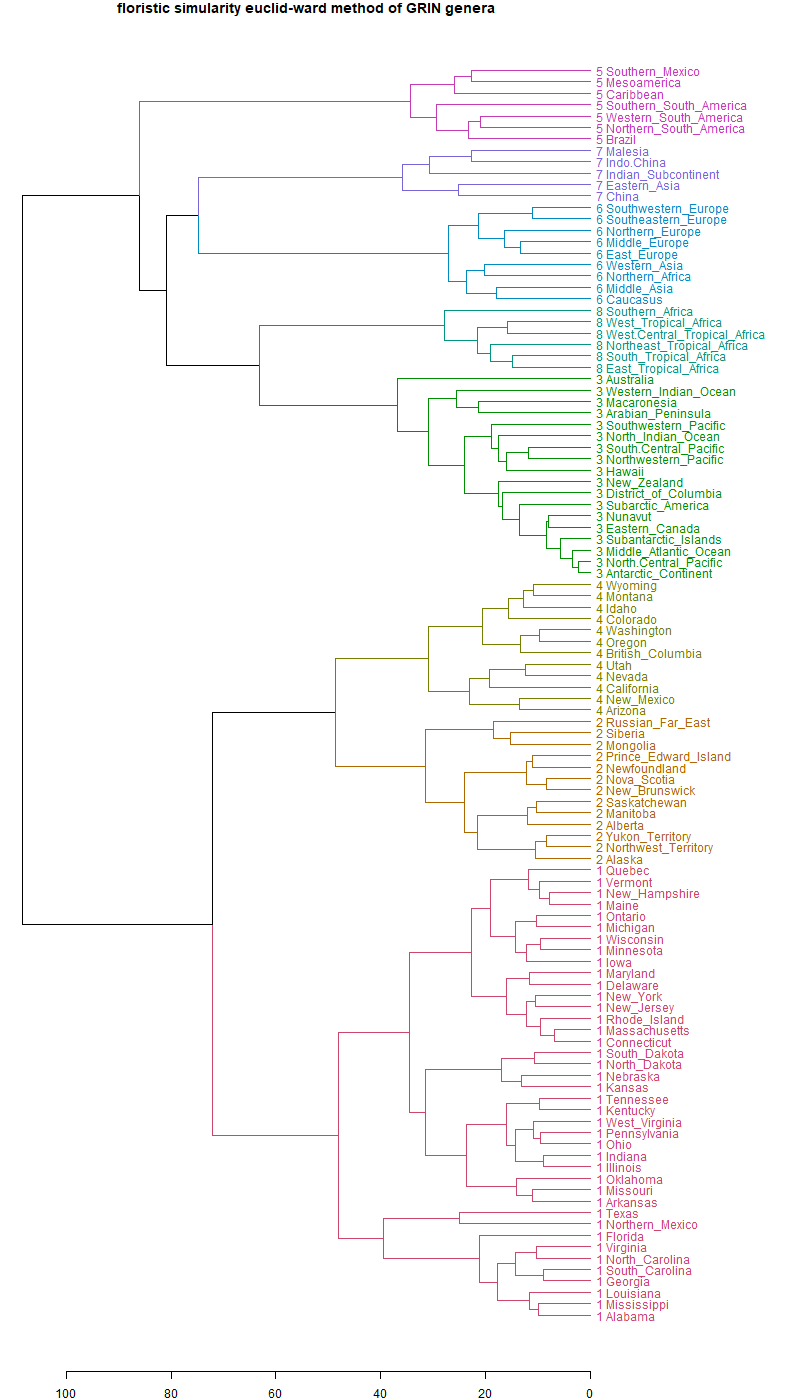 floristic simularity euclid-ward method of GRIN genera
5 Southern_Mexico
5 Mesoamerica
5 Caribbean
5 Southern_South_America
5 Western_South_America
5 Northern_South_America
5 Brazil
7 Malesia
7 Indo.China
7 Indian_Subcontinent
7 Eastern_Asia
7 China
6 Southwestern_Europe
6 Southeastern_Europe
6 Northern_Europe
6 Middle_Europe
6 East_Europe
6 Western_Asia
6 Northern_Africa
6 Middle_Asia
6 Caucasus
8 Southern_Africa
8 West_Tropical_Africa
8 West.Central_Tropical_Africa
8 Northeast_Tropical_Africa
8 South_Tropical_Africa
8 East_Tropical_Africa
3 Australia
3 Western_Indian_Ocean
3 Macaronesia
3 Arabian_Peninsula
3 Southwestern_Pacific
3 North_Indian_Ocean
3 South.Central_Pacific
3 Northwestern_Pacific
3 Hawaii
3 New_Zealand
3 District_of_Columbia
3 Subarctic_America
3 Nunavut
3 Eastern_Canada
3 Subantarctic_Islands
3 Middle_Atlantic_Ocean
3 North.Central_Pacific
3 Antarctic_Continent
4 Wyoming
4 Montana
4 Idaho
4 Colorado
4 Washington
4 Oregon
4 British_Columbia
4 Utah
4 Nevada
4 California
4 New_Mexico
4 Arizona
2 Russian_Far_East
2 Siberia
2 Mongolia
2 Prince_Edward_Island
2 Newfoundland
2 Nova_Scotia
2 New_Brunswick
2 Saskatchewan
2 Manitoba
2 Alberta
2 Yukon_Territory
2 Northwest_Territory
2 Alaska
1 Quebec
1 Vermont
1 New_Hampshire
1 Maine
1 Ontario
1 Michigan
1 Wisconsin
1 Minnesota
1 Iowa
1 Maryland
1 Delaware
1 New_York
1 New_Jersey
1 Rhode_Island
1 Massachusetts
1 Connecticut
1 South_Dakota
1 North_Dakota
1 Nebraska
1 Kansas
1 Tennessee
1 Kentucky
1 West_Virginia
1 Pennsylvania
1 Ohio
1 Indiana
1 Illinois
1 Oklahoma
1 Missouri
1 Arkansas
1 Texas
1 Northern_Mexico
1 Florida
1 Virginia
1 North_Carolina
1 South_Carolina
1 Georgia
1 Louisiana
1 Mississippi
1 Alabama
100 80 60 40 20 0